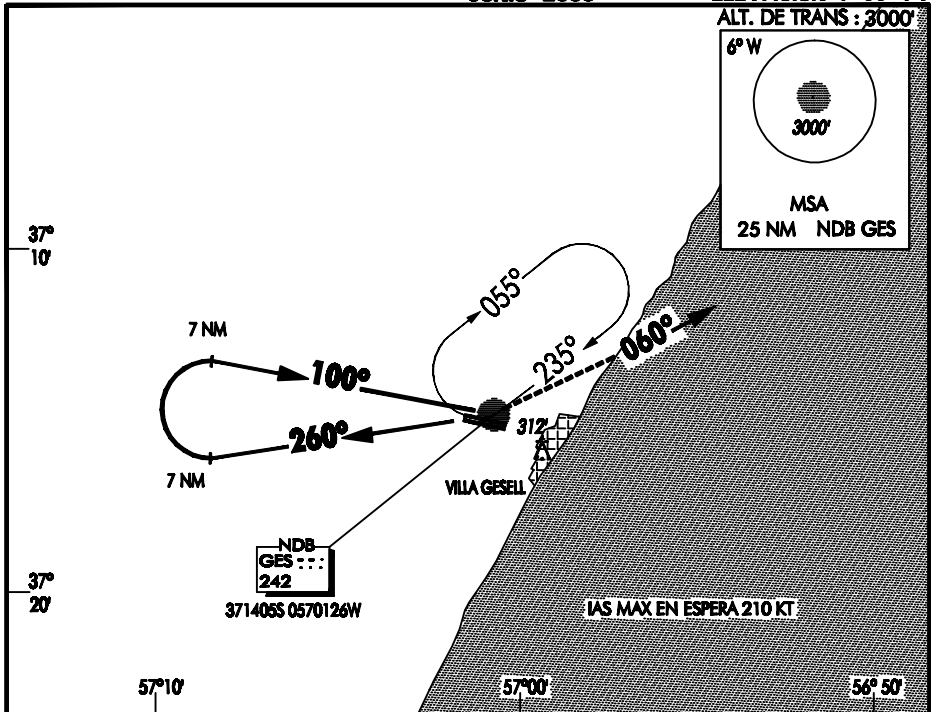 ALT. DE TRANS : 3000'
6° W
3000'
MSA
25 NM NDB GES
37°
10'
055°
7 NM
060°
235°
100°
312'
260°
7 NM
VILLA GESELL
NDB
GES
242
37°
20'
371405S 0570126W
IAS MAX EN ESPERA 210 KT
57°10'
57°00'
56° 50'